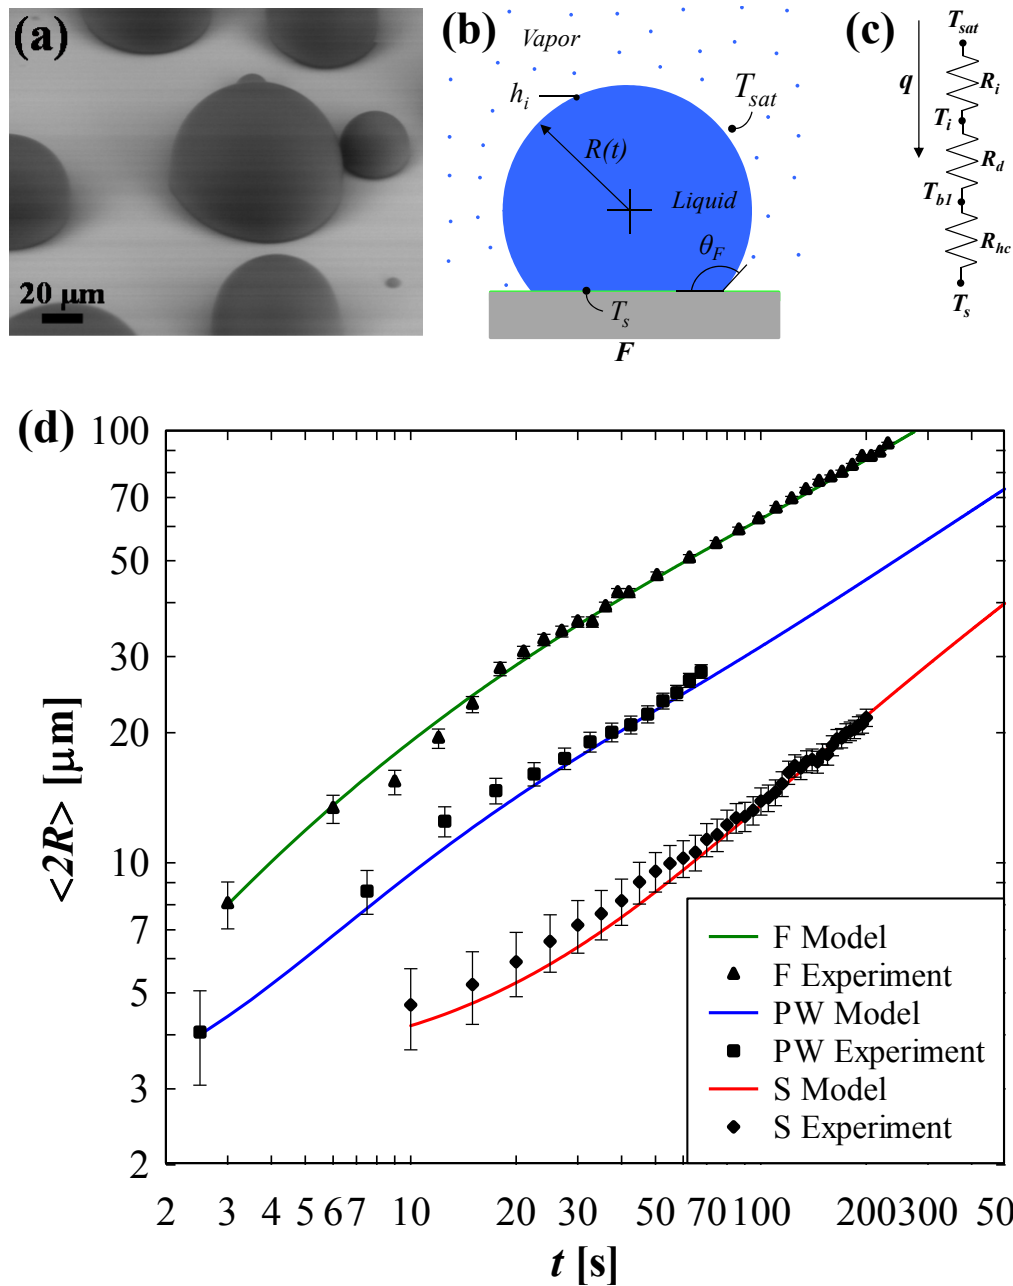 (a)
20 μm
(b)
Vapor
h_i
T_sat
R(t)
Liquid
θ_F
T_s
F
(c)
T_sat
q
R_i
T_i
R_d
T_b1
R_hc
T_s
(d)
<2R> [μm]
100
70
50
30
20
10
7
5
3
2
F Model
F Experiment
PW Model
PW Experiment
S Model
S Experiment
2 3 4 5 6 7 10 20 30 50 70 100 200 300 50
t [s]